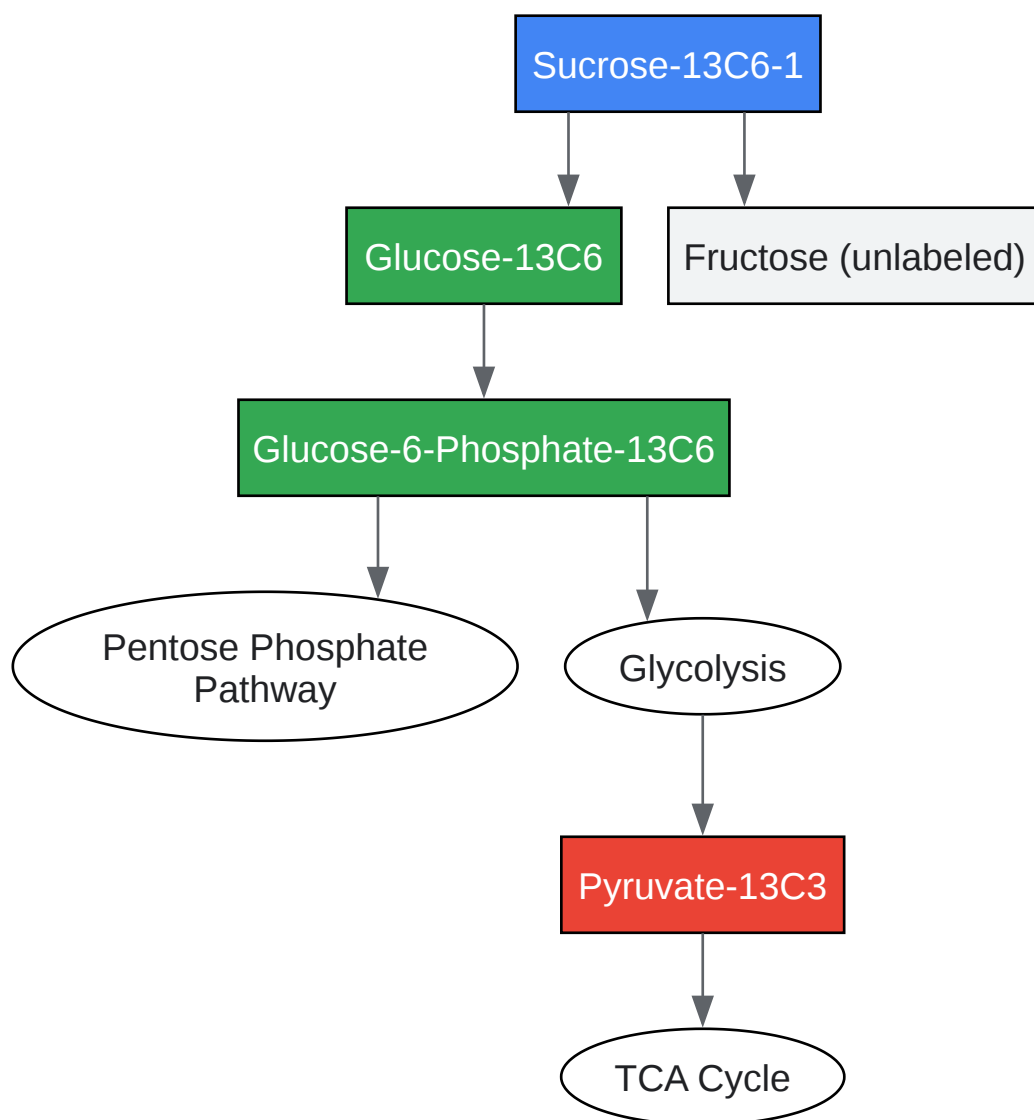 Sucrose-13C6-1
Glucose-13C6
Fructose (unlabeled)
Glucose-6-Phosphate-13C6
Pentose Phosphate
Pathway
Glycolysis
Pyruvate-13C3
TCA Cycle